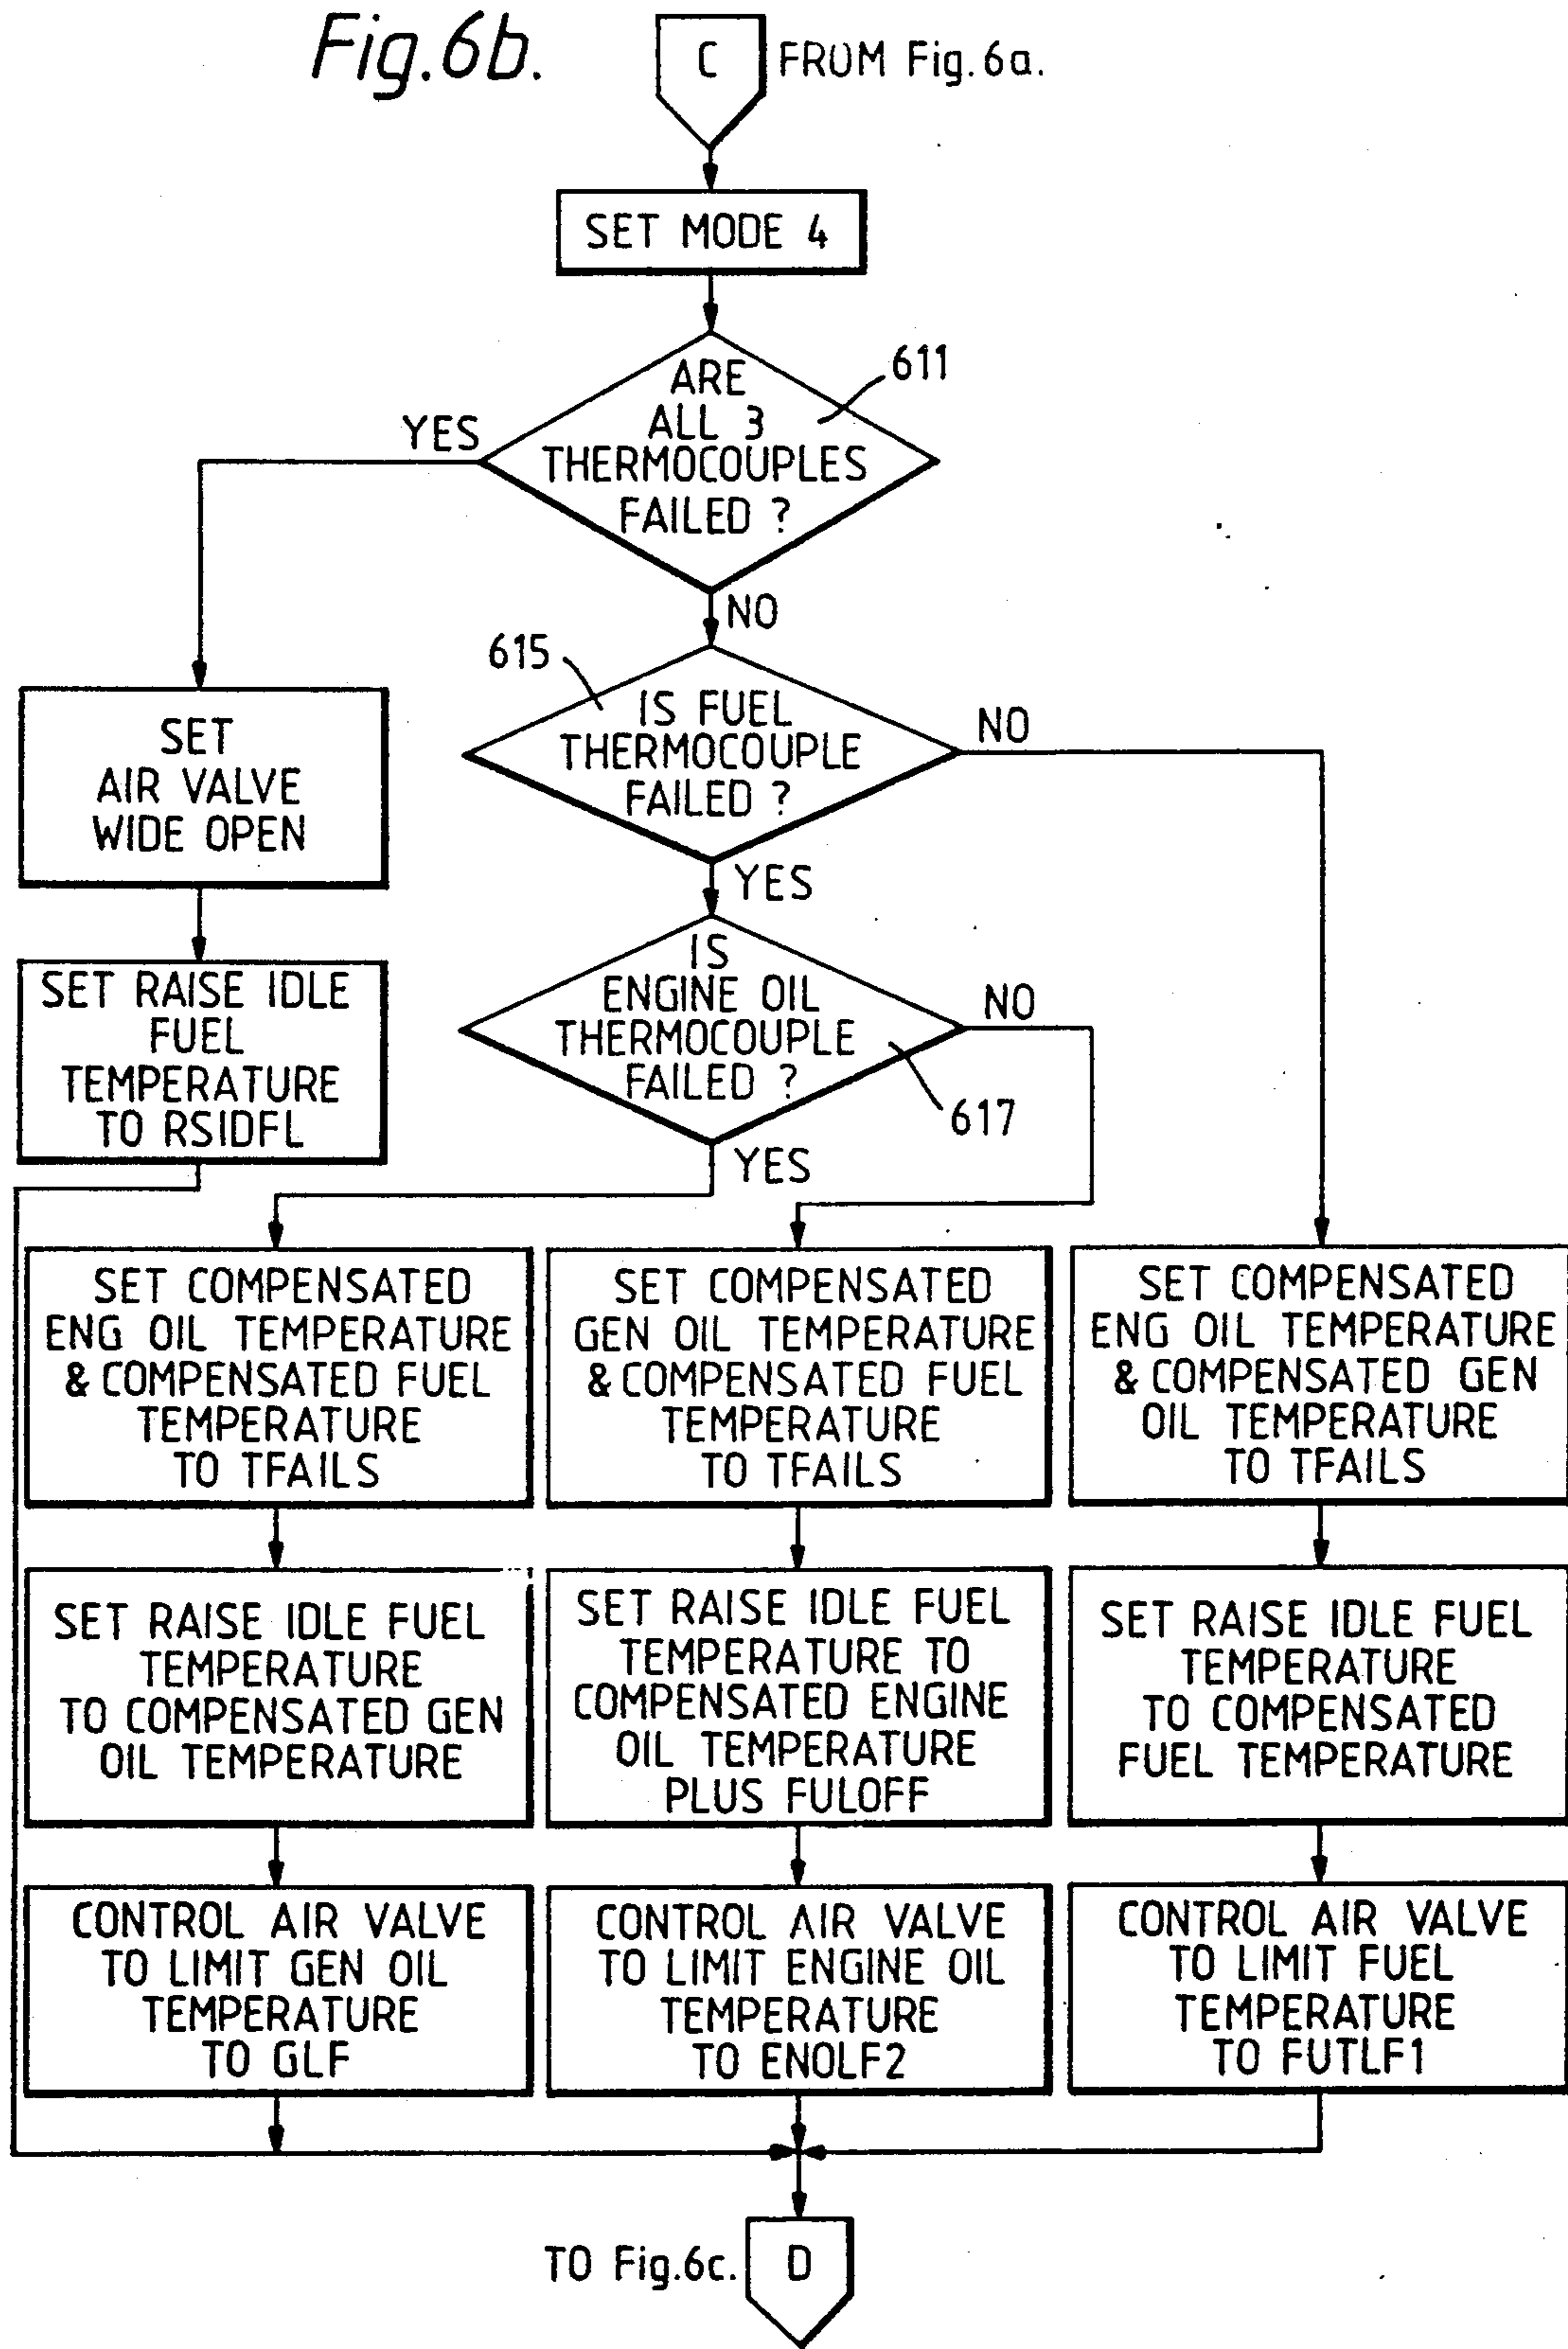 Fig.6b.
C
FROM Fig.6a.
SET MODE 4
ARE
ALL 3
THERMOCOUPLES
FAILED ?
611
YES
NO
615
IS FUEL
THERMOCOUPLE
FAILED ?
NO
YES
SET
AIR VALVE
WIDE OPEN
SET RAISE IDLE
FUEL
TEMPERATURE
TO RSIDFL
IS
ENGINE OIL
THERMOCOUPLE
FAILED ?
NO
617
YES
SET COMPENSATED
ENG OIL TEMPERATURE
& COMPENSATED FUEL
TEMPERATURE
TO TFAILS
SET COMPENSATED
GEN OIL TEMPERATURE
& COMPENSATED FUEL
TEMPERATURE
TO TFAILS
SET COMPENSATED
ENG OIL TEMPERATURE
& COMPENSATED GEN
OIL TEMPERATURE
TO TFAILS
SET RAISE IDLE FUEL
TEMPERATURE
TO COMPENSATED GEN
OIL TEMPERATURE
SET RAISE IDLE FUEL
TEMPERATURE TO
COMPENSATED ENGINE
OIL TEMPERATURE
PLUS FULOFF
SET RAISE IDLE FUEL
TEMPERATURE
TO COMPENSATED
FUEL TEMPERATURE
CONTROL AIR VALVE
TO LIMIT GEN OIL
TEMPERATURE
TO GLF
CONTROL AIR VALVE
TO LIMIT ENGINE OIL
TEMPERATURE
TO ENOLF2
CONTROL AIR VALVE
TO LIMIT FUEL
TEMPERATURE
TO FUTLF1
TO Fig.6c.
D